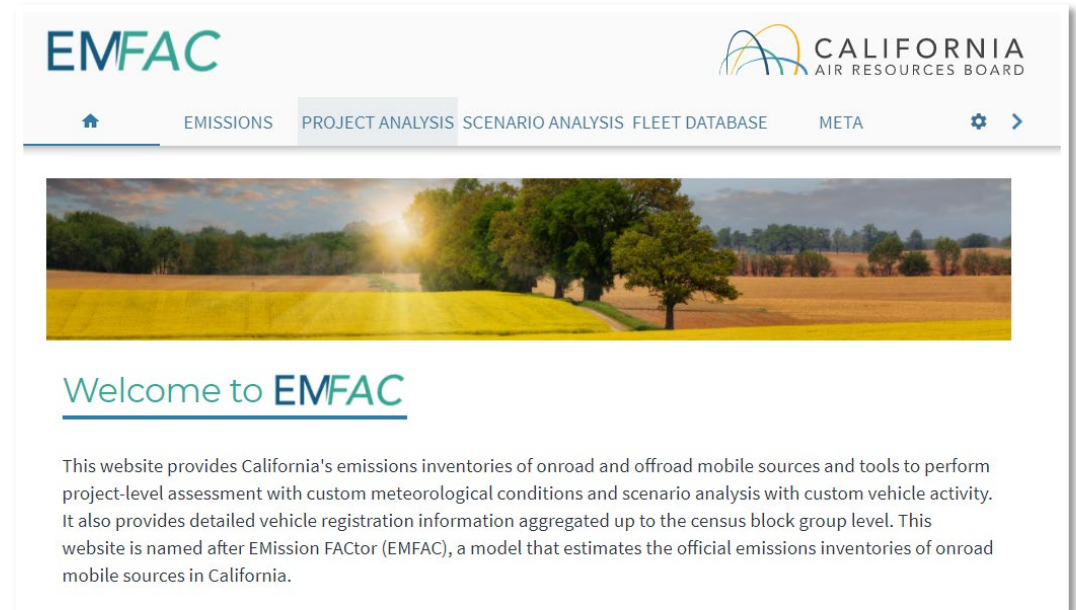 EMFAC
CALIFORNIA
AIR RESOURCES BOARD
EMISSIONS PROJECT ANALYSIS SCENARIO ANALYSIS FLEET DATABASE META
Welcome to EMFAC
This website provides California's emissions inventories of onroad and offroad mobile sources and tools to perform
project-level assessment with custom meteorological conditions and scenario analysis with custom vehicle activity.
It also provides detailed vehicle registration information aggregated up to the census block group level. This
website is named after EMission FACtor (EMFAC), a model that estimates the official emissions inventories of onroad
mobile sources in California.